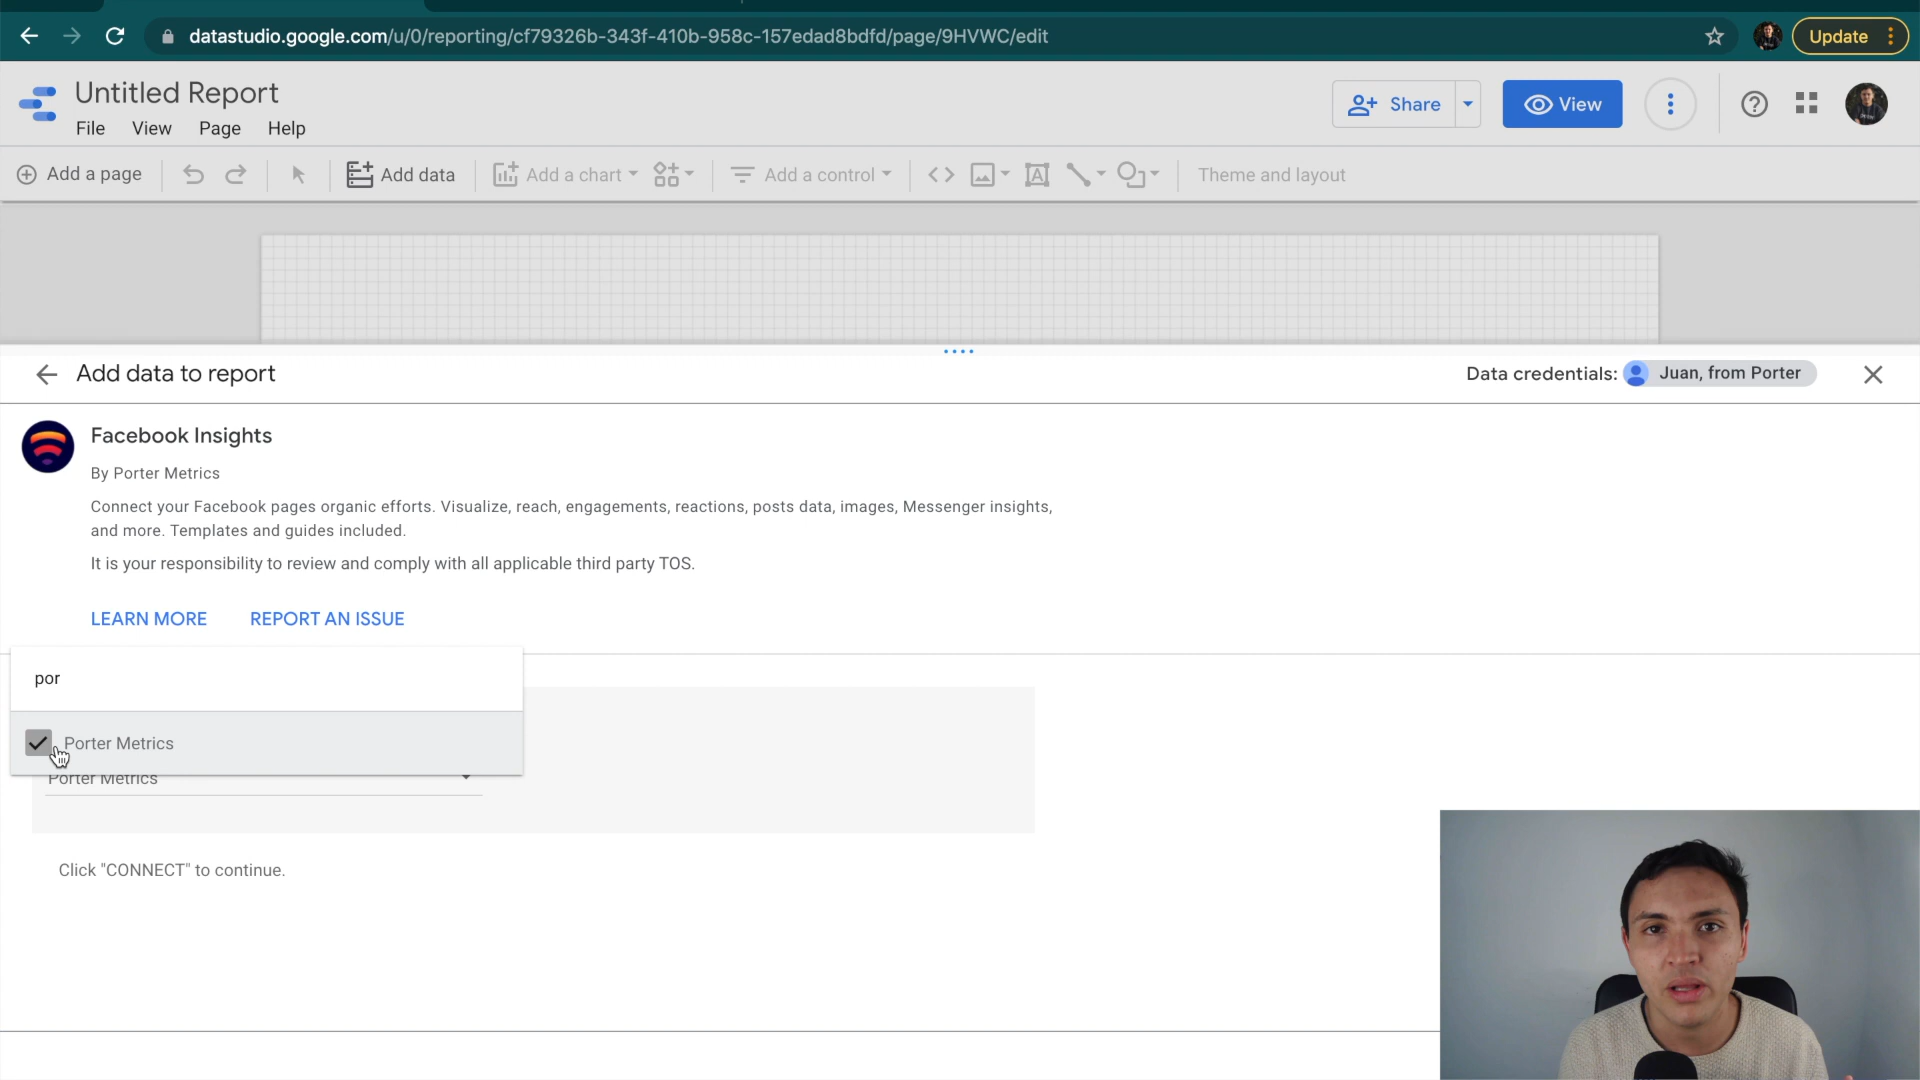 datastudio.google.com/u/0/reporting/cf79326b-343f-410b-958c-157edad8bdfd/page/9HVWC/edit
Update
Untitled Report
File View Page Help
Share
View
Add a page
Add data
Add a chart
Add a control
Theme and layout
Add data to report
Data credentials: Juan, from Porter
Facebook Insights
By Porter Metrics
Connect your Facebook pages organic efforts. Visualize, reach, engagements, reactions, posts data, images, Messenger insights,
and more. Templates and guides included.
It is your responsibility to review and comply with all applicable third party TOS.
LEARN MORE REPORT AN ISSUE
por
Porter Metrics
Porter Metrics
Click "CONNECT" to continue.